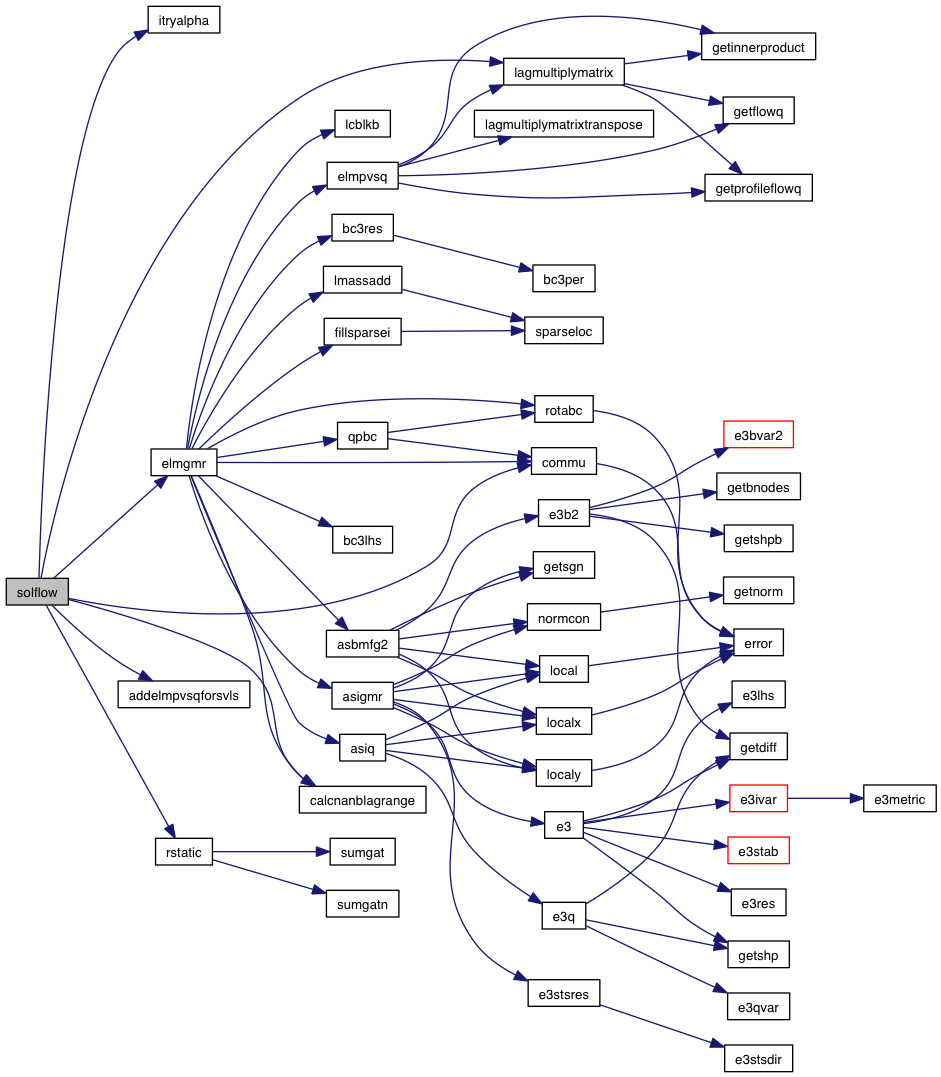 itryalpha
getinnerproduct
lagmultiplymatrix
getflowq
lcblkb
lagmultiplymatrixtranspose
elmpvsq
getprofileflowq
bc3res
bc3per
lmassadd
fillsparsei
sparseloc
rotabc
qpbc
e3bvar2
elmgmr
commu
getbnodes
e3b2
bc3lhs
getshpb
getsgn
solflow
getnorm
normcon
asbmfg2
error
local
addelmpvsqforsvls
asigmr
e3lhs
localx
asiq
getdiff
localy
calcnanblagrange
e3ivar
e3metric
e3
rstatic
sumgat
e3stab
sumgatn
e3res
e3q
getshp
e3stsres
e3qvar
e3stsdir